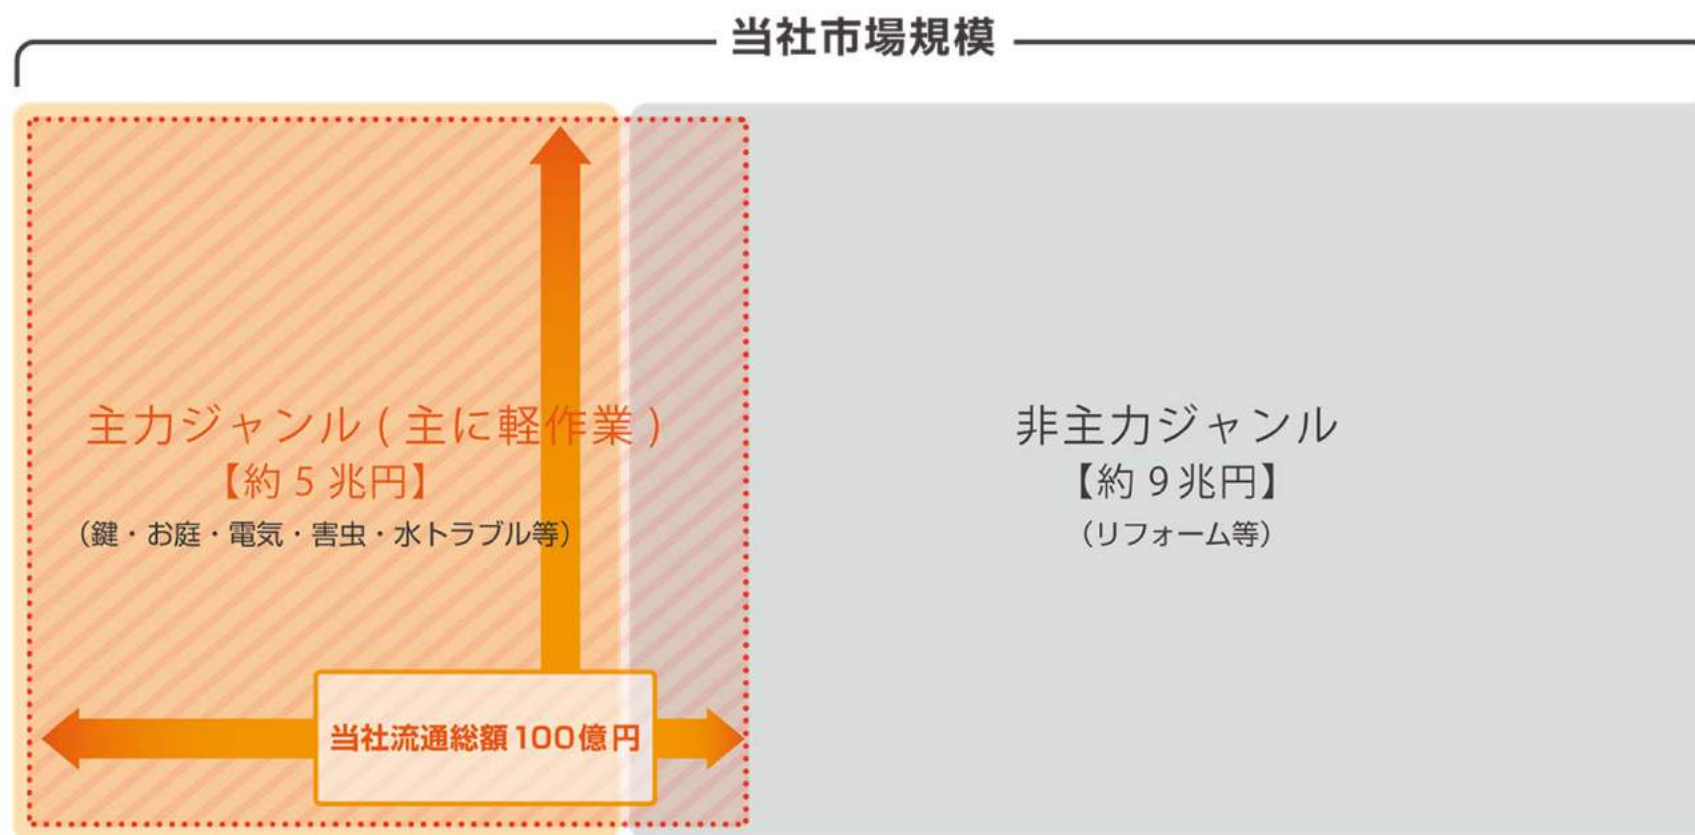 当社市場規模
主力ジャンル ( 主に軽作業 )
【約 5 兆円】
（鍵・お庭・電気・害虫・水トラブル等）
非主力ジャンル
【約 9 兆円】
（リフォーム等）
当社流通総額100億円